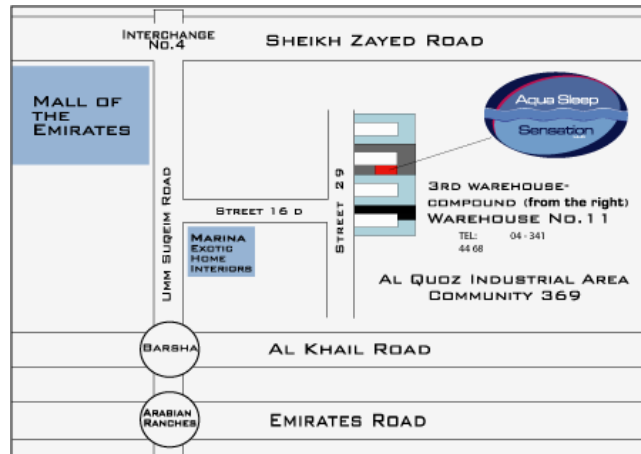 Interchange
No.4
Sheikh Zayed Road
Mall of
the
Emirates
Aqua Sleep
Sensation
Umm Suqeim Road
Street 29
3rd warehouse-
compound (from the right)
Warehouse No.11
TEL: 04 - 341
44 68
Street 16 d
Marina
Exotic
Home
Interiors
Al Quoz Industrial Area
Community 369
Barsha
Al Khail Road
Arabian
Ranches
Emirates Road